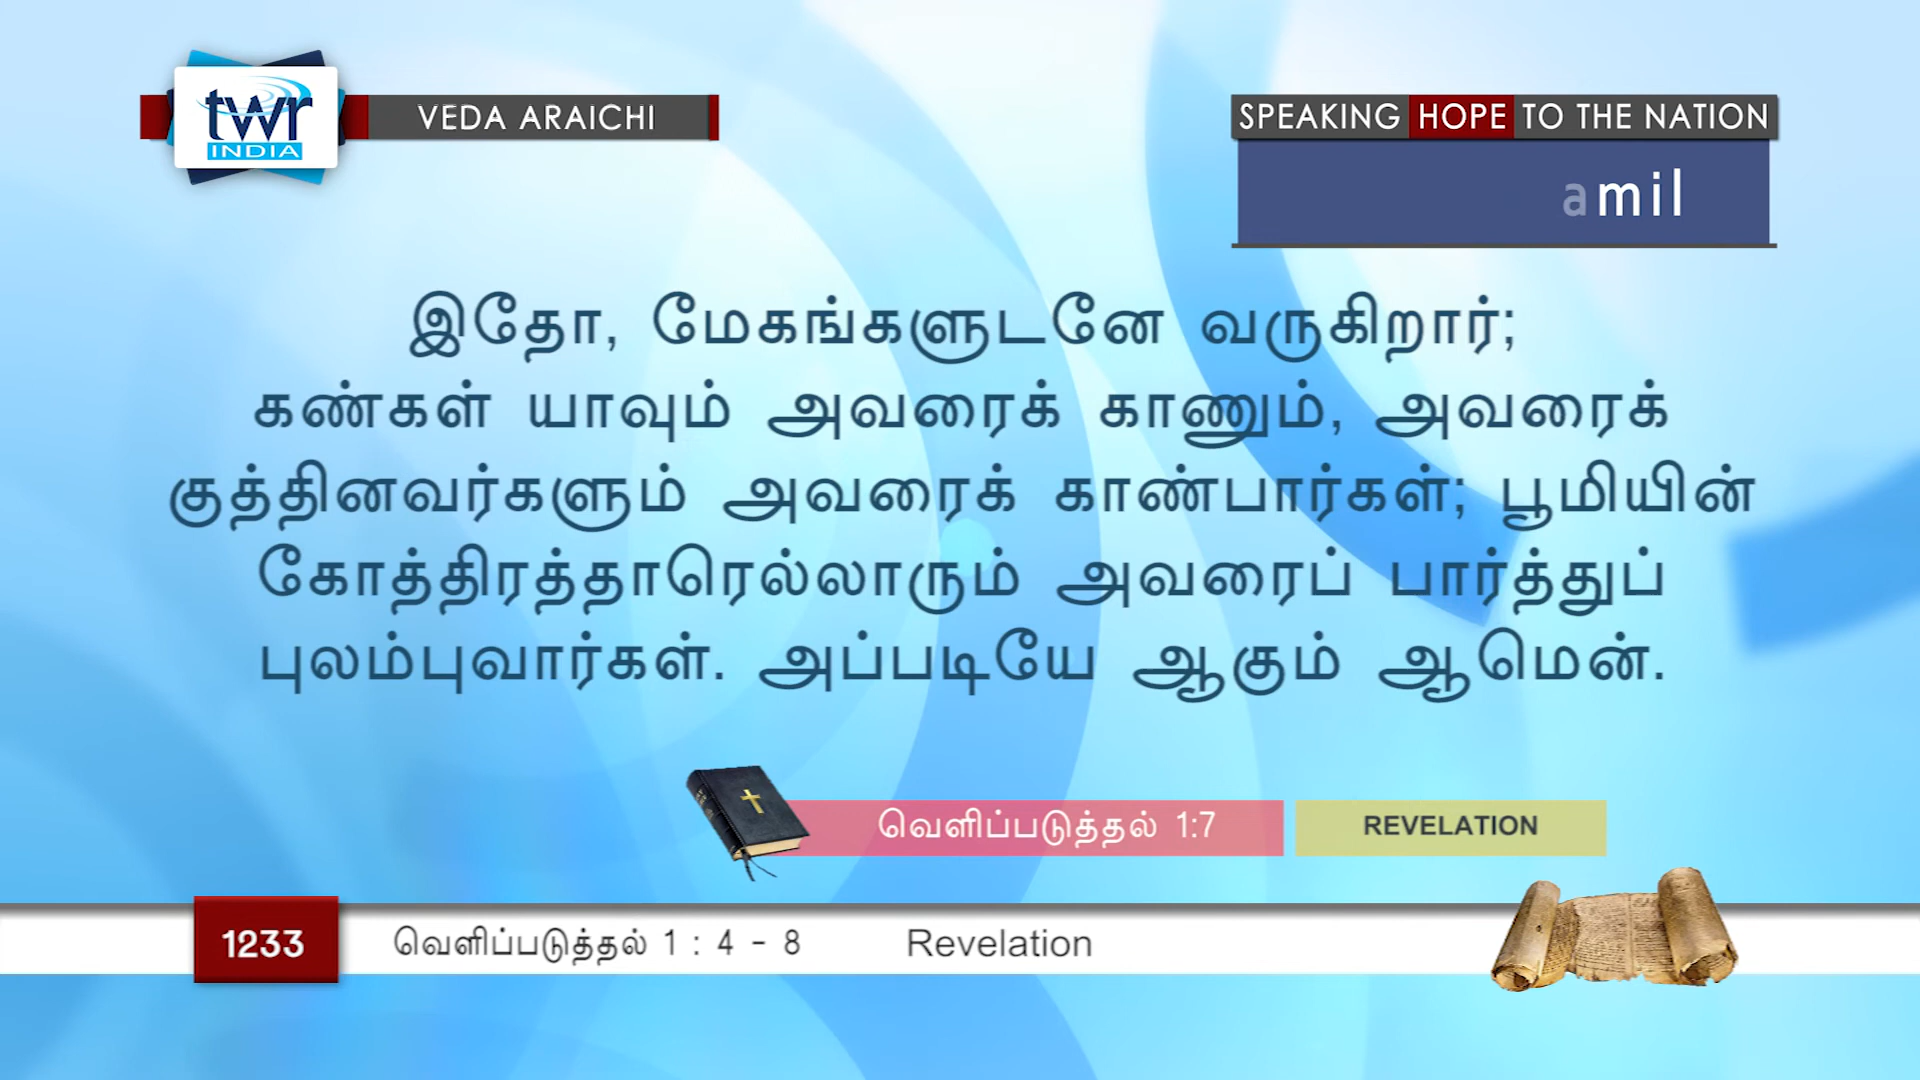 twr
INDIA
VEDA ARAICHI
SPEAKING HOPE TO THE NATION
amil
இதோ, மேகங்களுடனே வருகிறார்;
கண்கள் யாவும் அவரைக் காணும், அவரைக்
குத்தினவர்களும் அவரைக் காண்பார்கள்; பூமியின்
கோத்திரத்தாரெல்லாரும் அவரைப் பார்த்துப்
புலம்புவார்கள். அப்படியே ஆகும் ஆமென்.
வெளிப்படுத்தல் 1:7
REVELATION
1233
வெளிப்படுத்தல் 1 : 4 - 8 Revelation